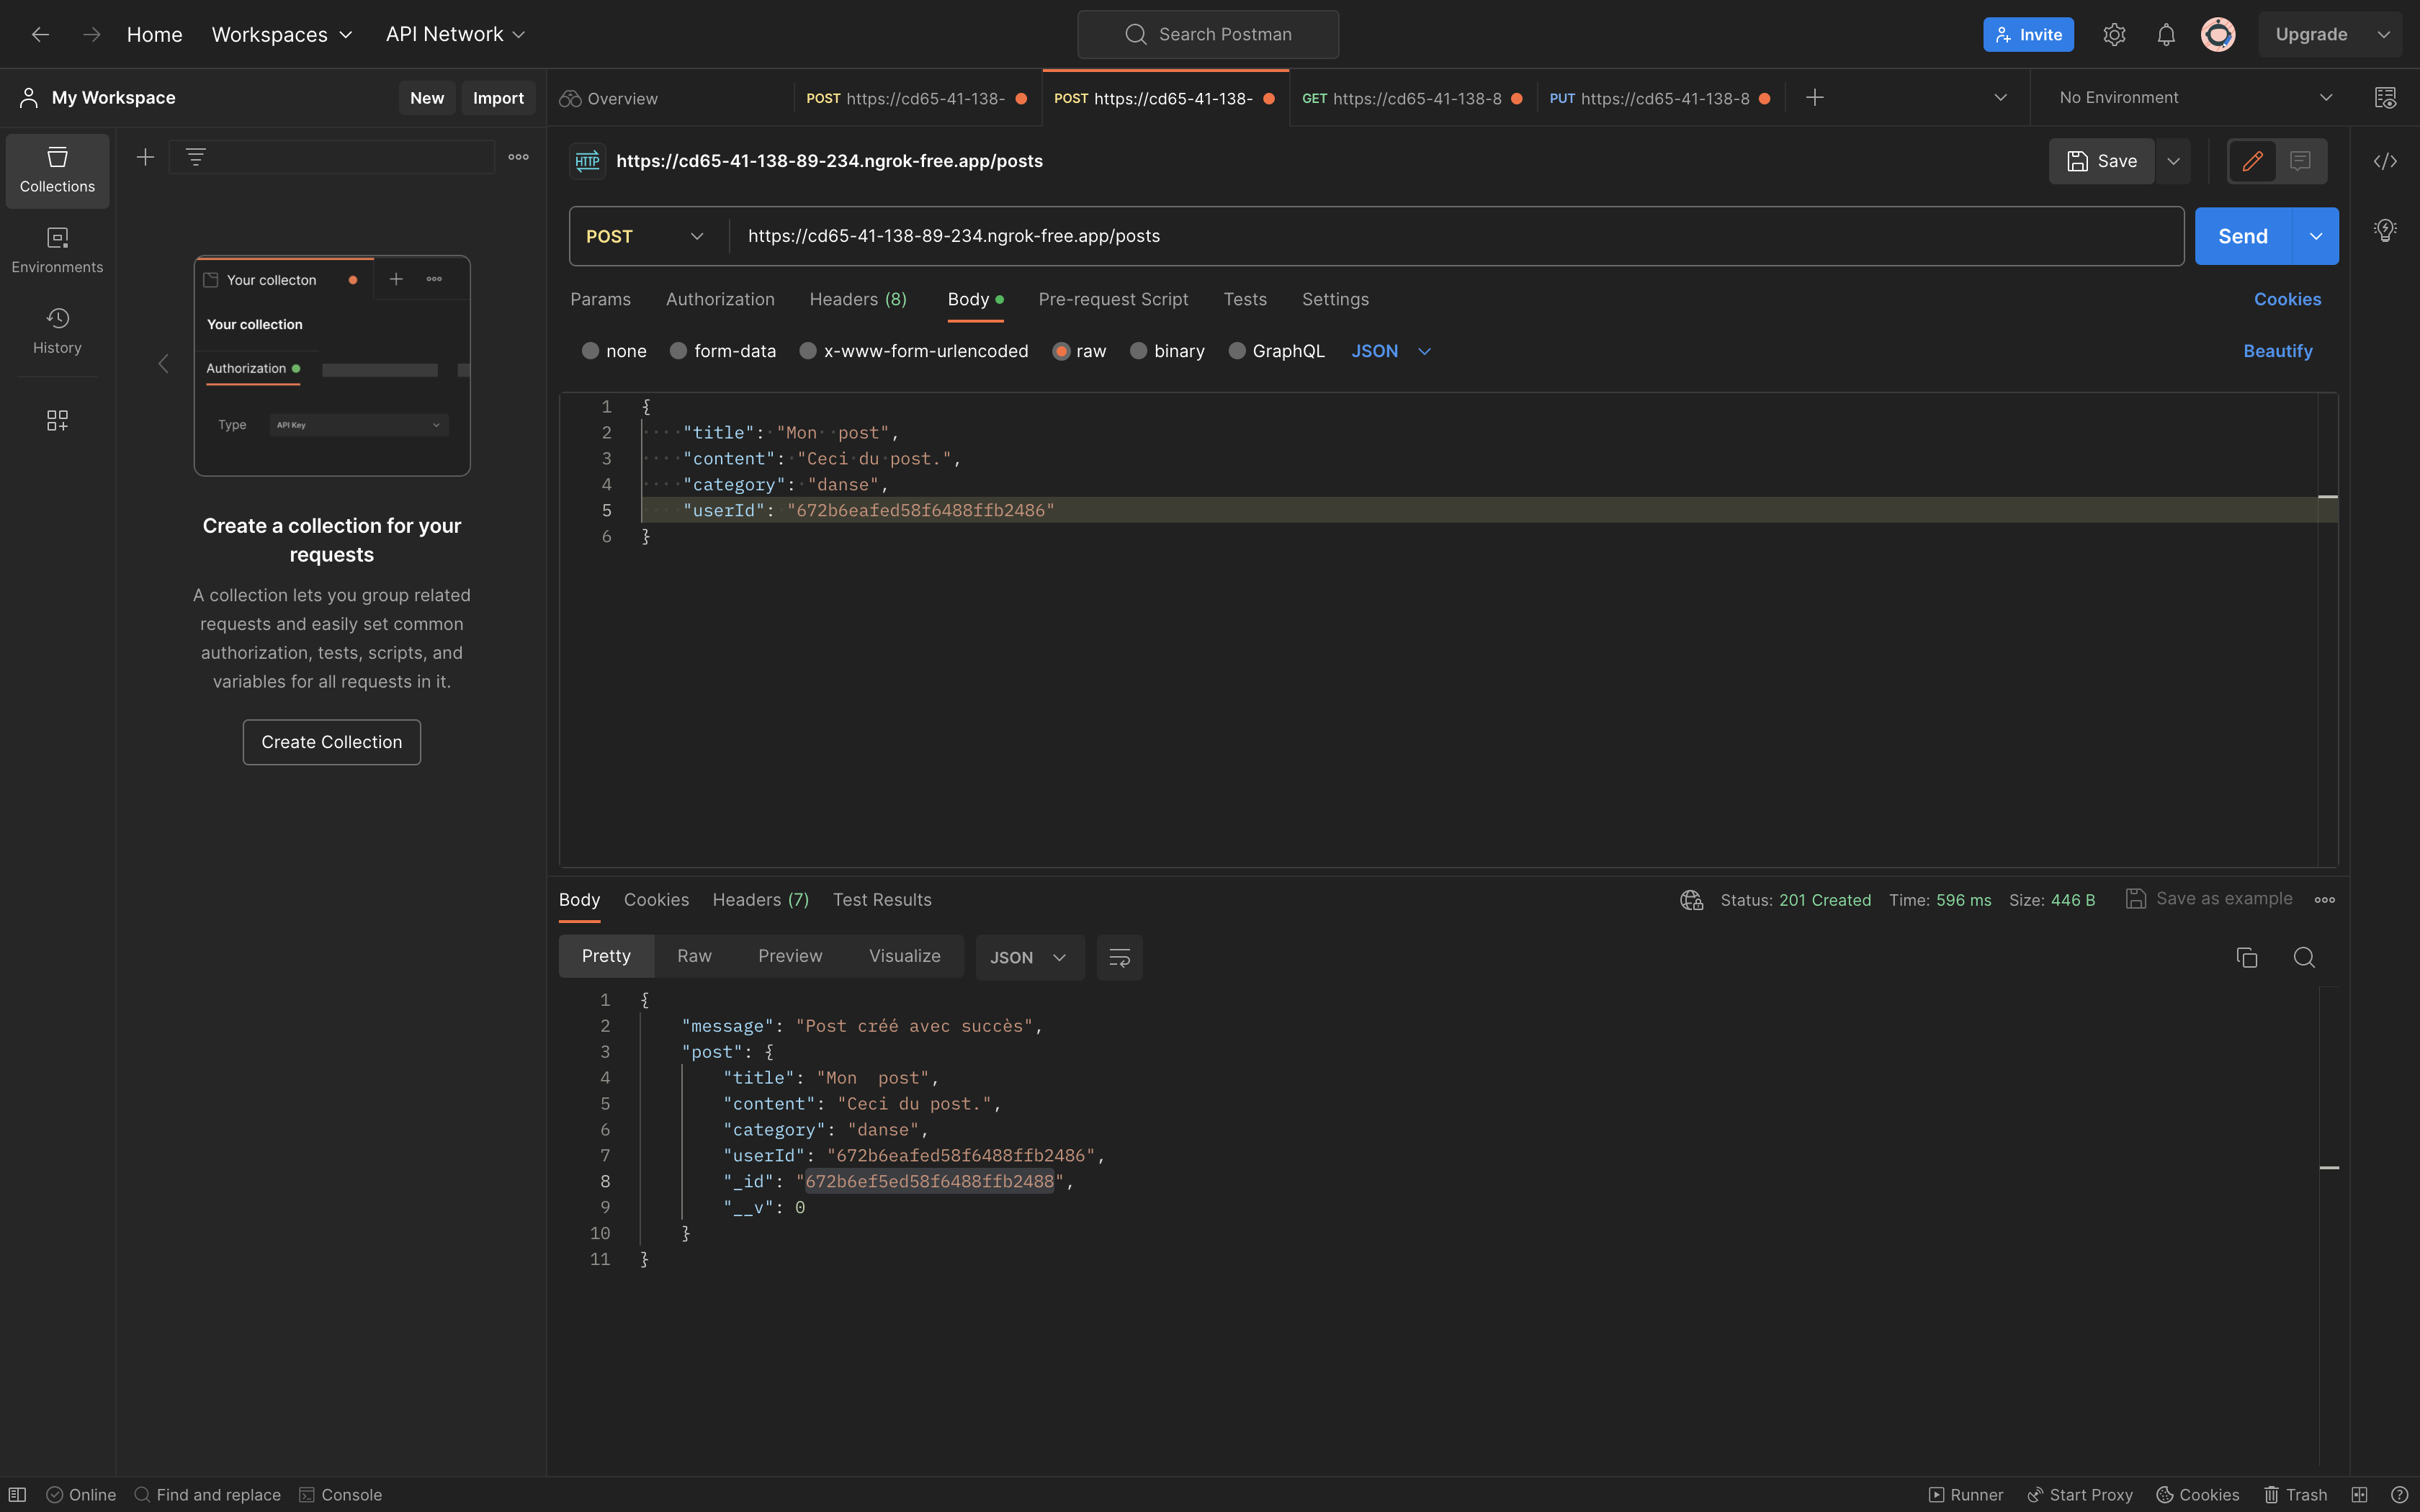 Home Workspaces API Network Search Postman Invite Upgrade
My Workspace New Import Overview POST https://cd65-41-138- POST https://cd65-41-138- GET https://cd65-41-138-8 PUT https://cd65-41-138-8 No Environment
Collections
Environments
History
Your collecton
Your collection
Authorization
Type API Key
Create a collection for your
requests
A collection lets you group related
requests and easily set common
authorization, tests, scripts, and
variables for all requests in it.
Create Collection
HTTP https://cd65-41-138-89-234.ngrok-free.app/posts Save
POST https://cd65-41-138-89-234.ngrok-free.app/posts Send
Params Authorization Headers (8) Body Pre-request Script Tests Settings Cookies
none form-data x-www-form-urlencoded raw binary GraphQL JSON Beautify
1 {
2 "title": "Mon  post",
3 "content": "Ceci du post.",
4 "category": "danse",
5 "userId": "672b6eafed58f6488ffb2486"
6 }
Body Cookies Headers (7) Test Results Status: 201 Created Time: 596 ms Size: 446 B Save as example
Pretty Raw Preview Visualize JSON
1 {
2 "message": "Post créé avec succès",
3 "post": {
4 "title": "Mon  post",
5 "content": "Ceci du post.",
6 "category": "danse",
7 "userId": "672b6eafed58f6488ffb2486",
8 "_id": "672b6ef5ed58f6488ffb2488",
9 "__v": 0
10 }
11 }
Online Find and replace Console Runner Start Proxy Cookies Trash